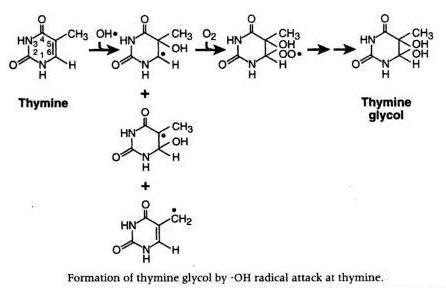 O
CH3
HN 3 4 5
2 1 6
O
N
H
H
Thymine
OH•
O
CH3
OH
HN
•
O
N
H
H
O2
O
CH3
OH
OO•
HN
O
N
H
H
O
CH3
OH
OH
HN
O
N
H
H
Thymine
glycol
+
O
CH3
HN
•
OH
O
N
H
H
+
O
•
CH2
HN
O
N
H
H
Formation of thymine glycol by ·OH radical attack at thymine.